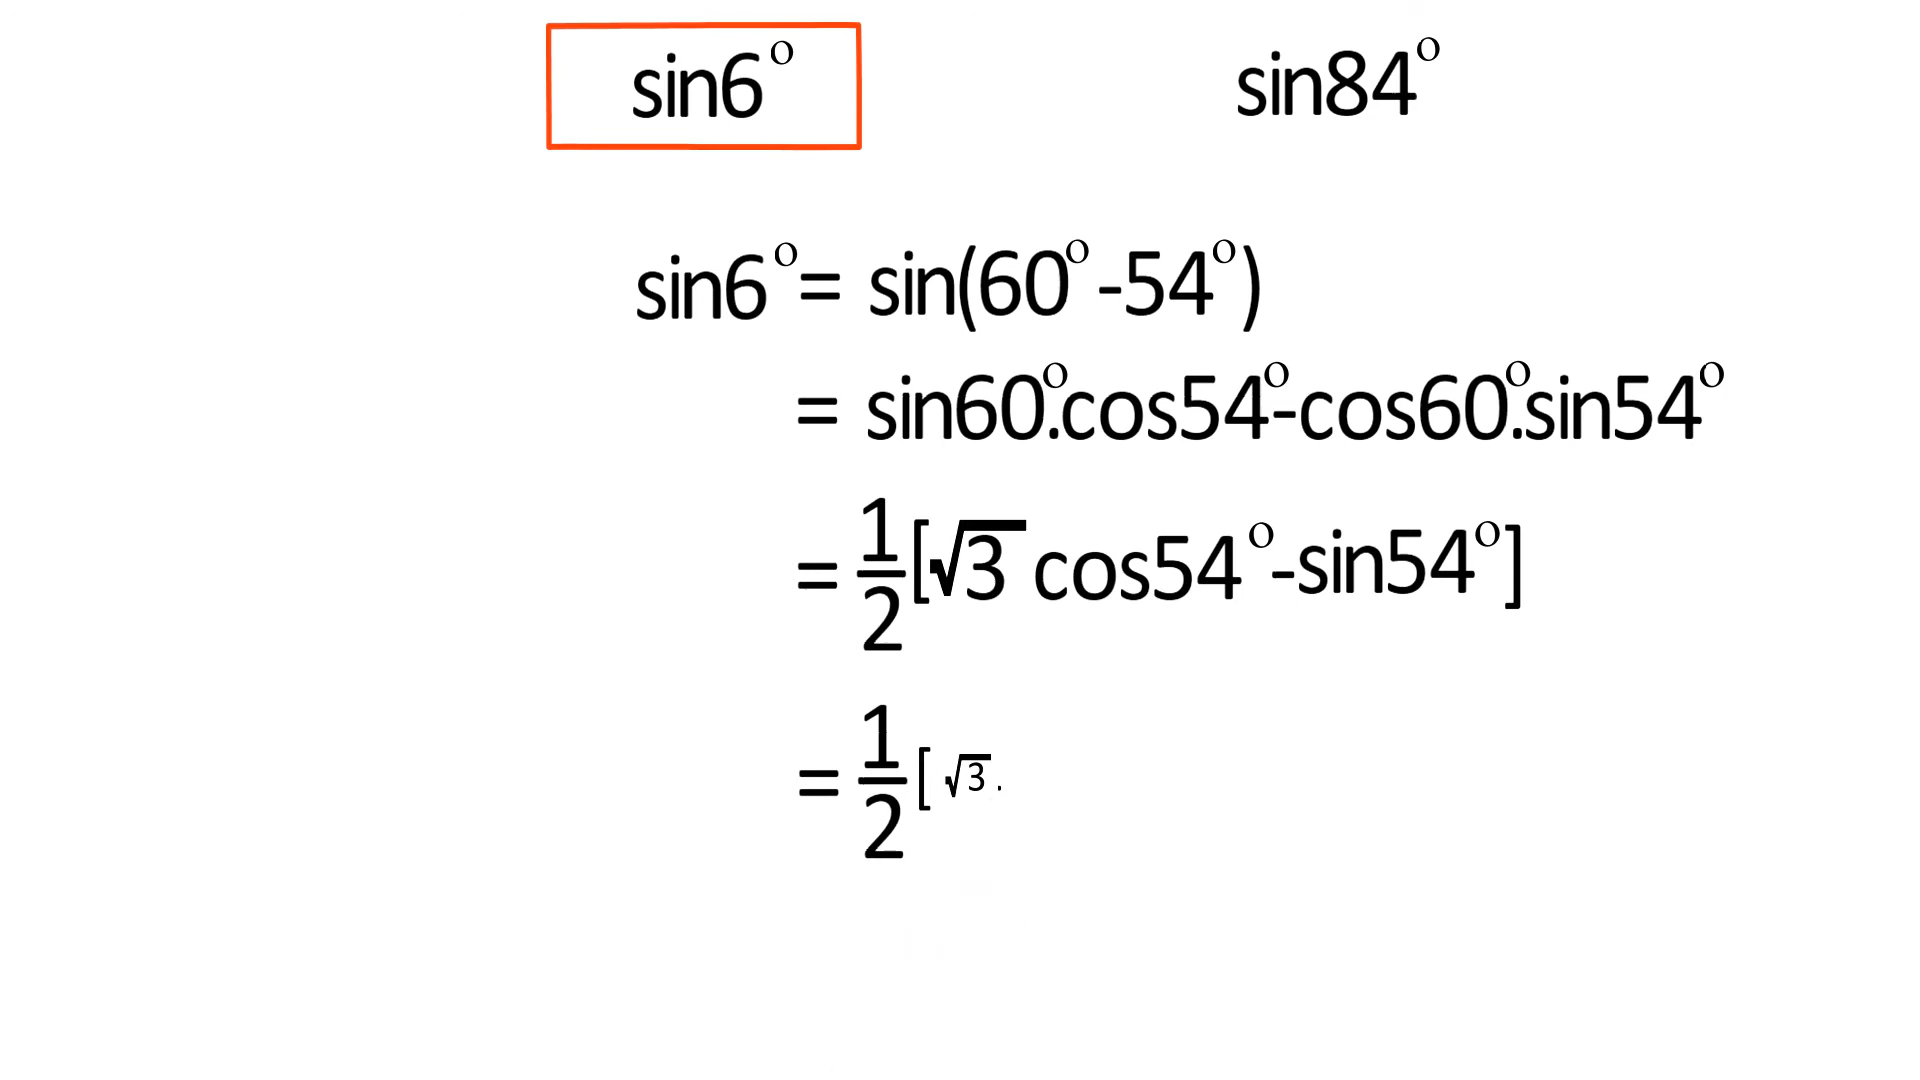 sin6° sin84°
sin6° = sin(60° -54°)
= sin60°.cos54°-cos60°.sin54°
= 1/2 [√3 cos54° -sin54°]
= 1/2 [ √3 .